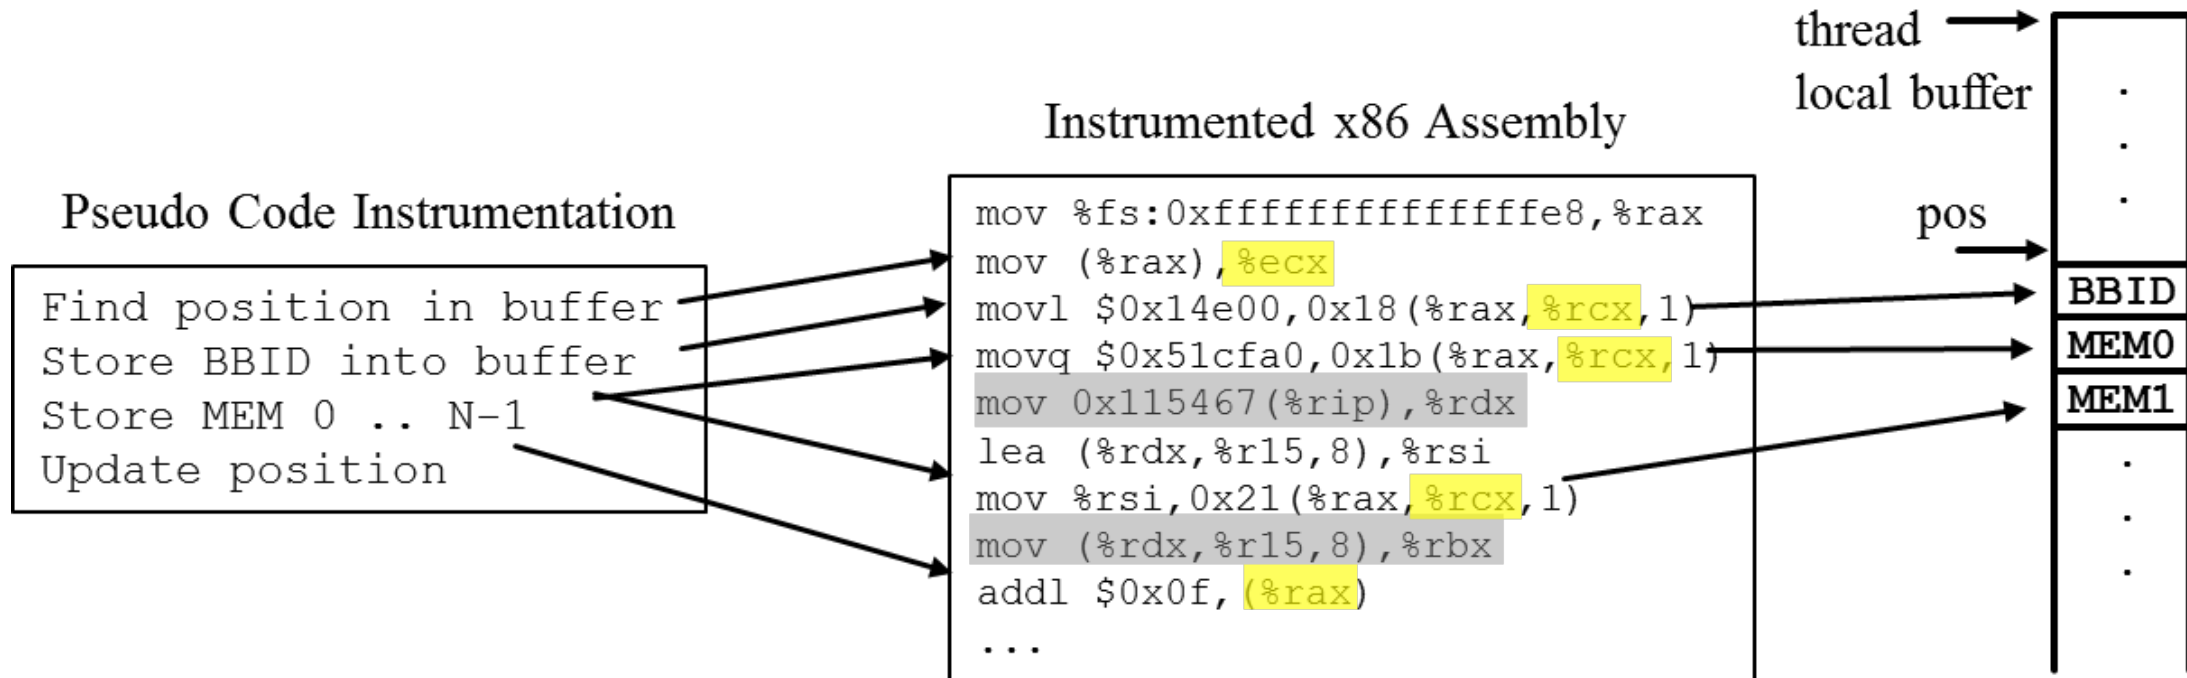 Pseudo Code Instrumentation
Find position in buffer
Store BBID into buffer
Store MEM 0 .. N-1
Update position
Instrumented x86 Assembly
mov %fs:0xffffffffffffffe8,%rax
mov (%rax),%ecx
movl $0x14e00,0x18(%rax,%rcx,1)
movq $0x51cfa0,0x1b(%rax,%rcx,1)
mov 0x115467(%rip),%rdx
lea (%rdx,%r15,8),%rsi
mov %rsi,0x21(%rax,%rcx,1)
mov (%rdx,%r15,8),%rbx
addl $0x0f,(%rax)
...
thread
local buffer
pos
BBID
MEM0
MEM1